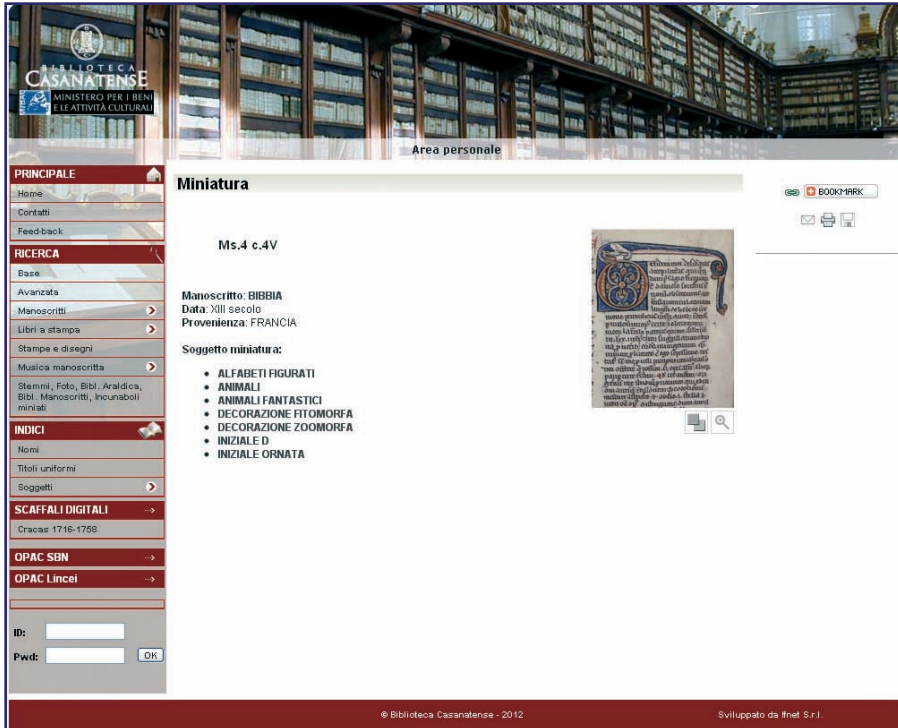 BIBLIOTECA
CASANATENSE
MINISTERO PER I BENI
E LE ATTIVITÀ CULTURALI
Area personale
PRINCIPALE
Home
Contatti
Feed-back
RICERCA
Base
Avanzata
Manoscritti
Libri a stampa
Stampe e disegni
Musica manoscritta
Stemmi, Foto, Bibl. Araldica,
Bibl. Manoscritti, Incunaboli
miniati
INDICI
Nomi
Titoli uniformi
Soggetti
SCAFFALI DIGITALI
Cracas 1716-1758
OPAC SBN
OPAC Lincei
ID:
Pwd:
OK
Miniatura
Ms.4 c.4V
Manoscritto: BIBBIA
Data: XIII secolo
Provenienza: FRANCIA
Soggetto miniatura:
• ALFABETI FIGURATI
• ANIMALI
• ANIMALI FANTASTICI
• DECORAZIONE FITOMORFA
• DECORAZIONE ZOOMORFA
• INIZIALE D
• INIZIALE ORNATA
BOOKMARK
© Biblioteca Casanatense - 2012
Sviluppato da Ifnet S.r.l.